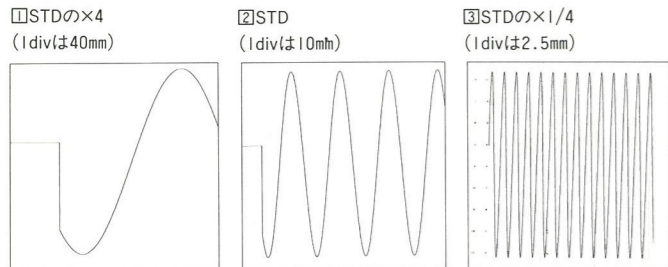 1STDの×4
(1divは40mm)
2STD
(1divは10mm)
3STDの×1/4
(1divは2.5mm)